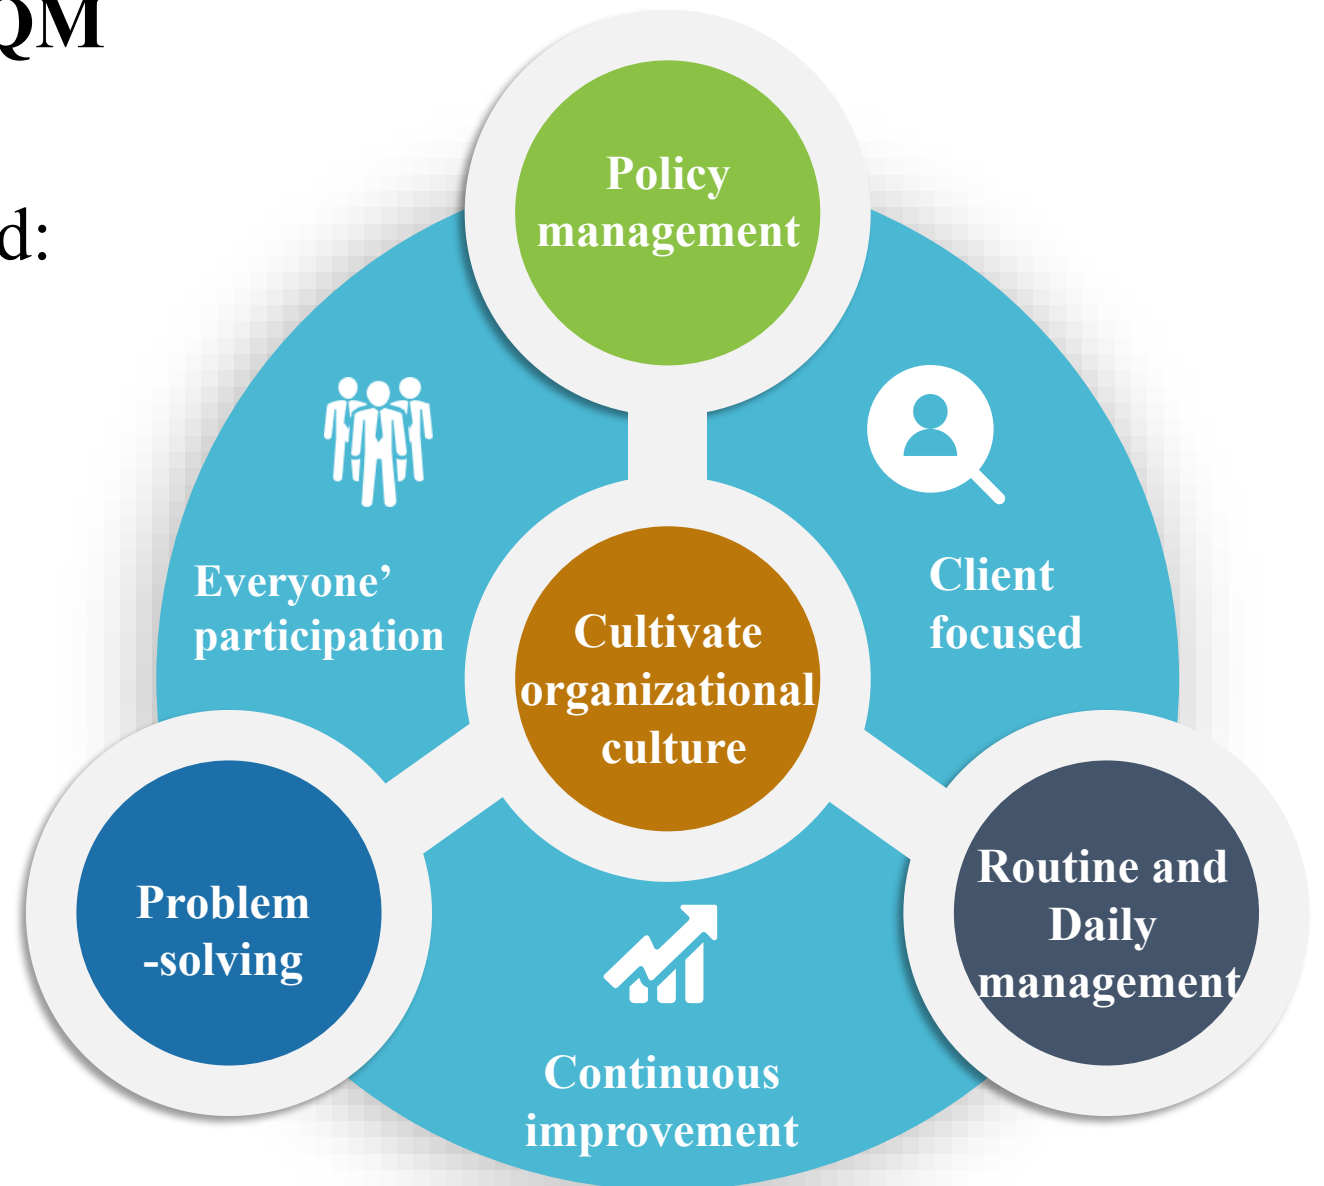 QM
d:
Policy
management
Everyone’
participation
Client
focused
Cultivate
organizational
culture
Problem
-solving
Routine and
Daily
management
Continuous
improvement